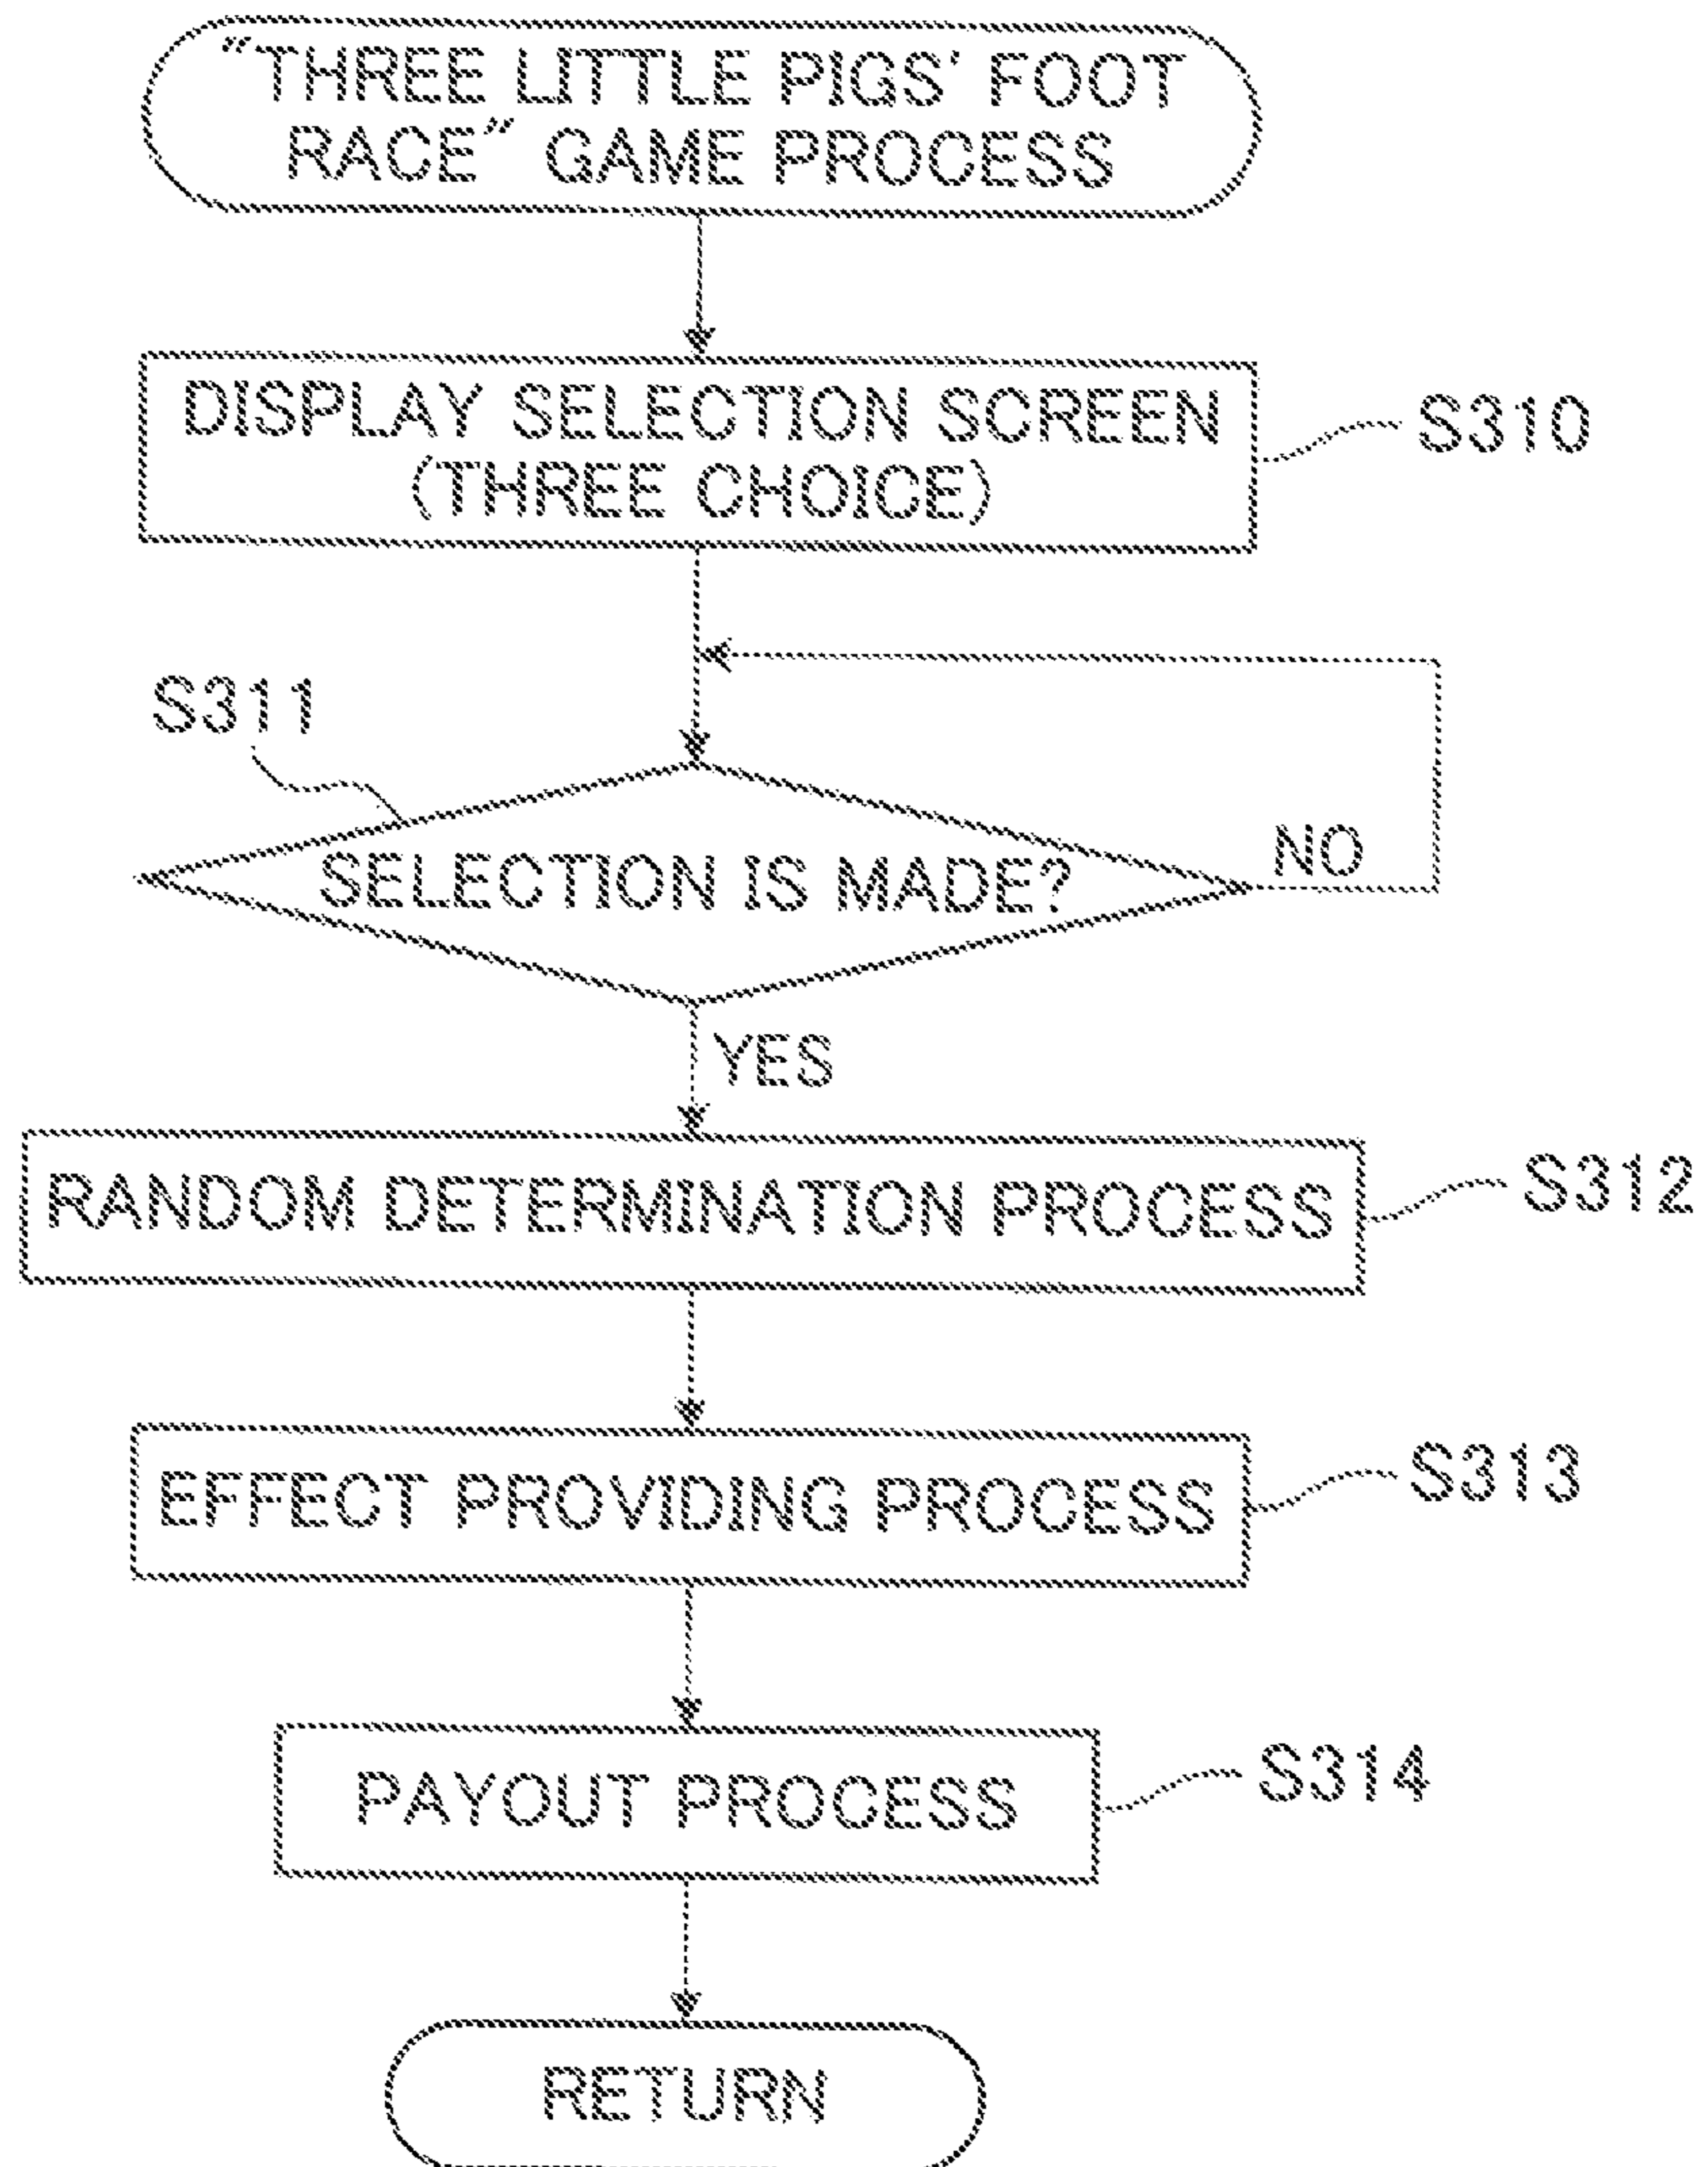 “THREE LITTLE PIGS’ FOOT
RACE” GAME PROCESS
DISPLAY SELECTION SCREEN
(THREE CHOICE)
S310
S311
SELECTION IS MADE?
NO
YES
RANDOM DETERMINATION PROCESS
S312
EFFECT PROVIDING PROCESS
S313
PAYOUT PROCESS
S314
RETURN